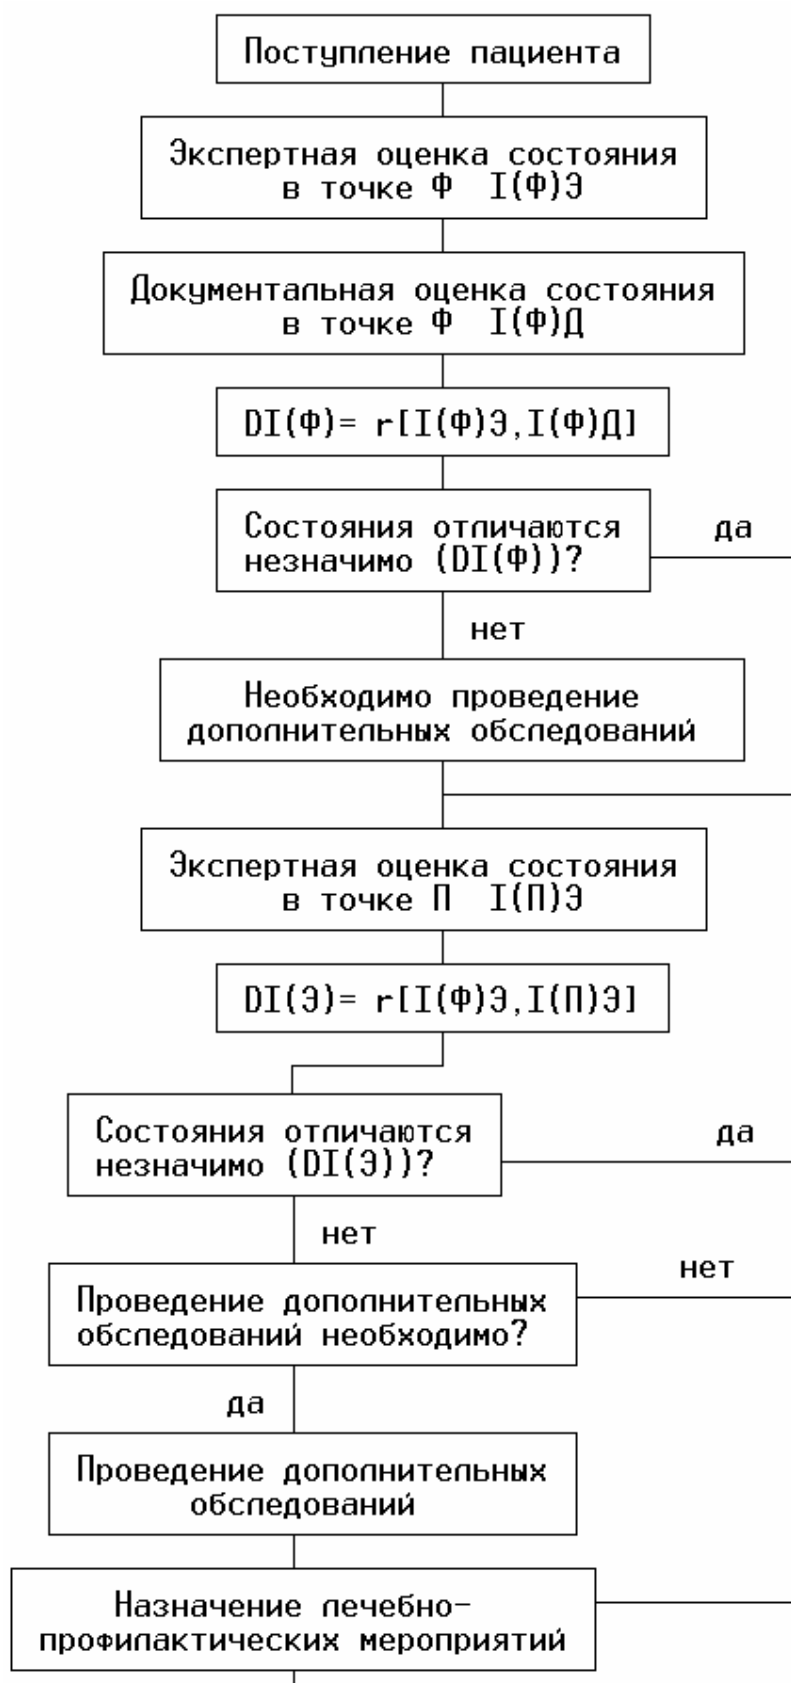 Поступление пациента
Экспертная оценка состояния
в точке Ф I(Ф)Э
Документальная оценка состояния
в точке Ф I(Ф)Д
DI(Ф)= r[I(Ф)Э,I(Ф)Д]
Состояния отличаются
незначимо (DI(Ф))?
да
нет
Необходимо проведение
дополнительных обследований
Экспертная оценка состояния
в точке П I(П)Э
DI(Э)= r[I(Ф)Э,I(П)Э]
Состояния отличаются
незначимо (DI(Э))?
да
нет
нет
Проведение дополнительных
обследований необходимо?
да
Проведение дополнительных
обследований
Назначение лечебно-
профилактических мероприятий